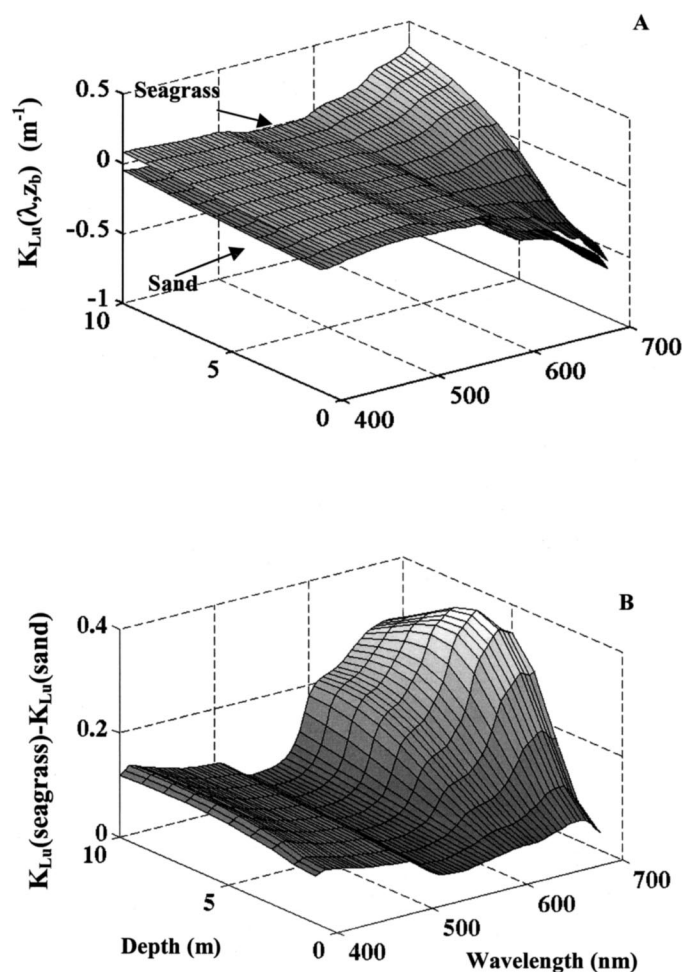 A
0.5
0
-0.5
-1
K_Lu(λ,z_b) (m⁻¹)
Seagrass
Sand
10
5
0
400
500
600
700
B
0.4
0.2
0
K_Lu(seagrass)-K_Lu(sand)
10
5
0
400
500
600
700
Depth (m)
Wavelength (nm)